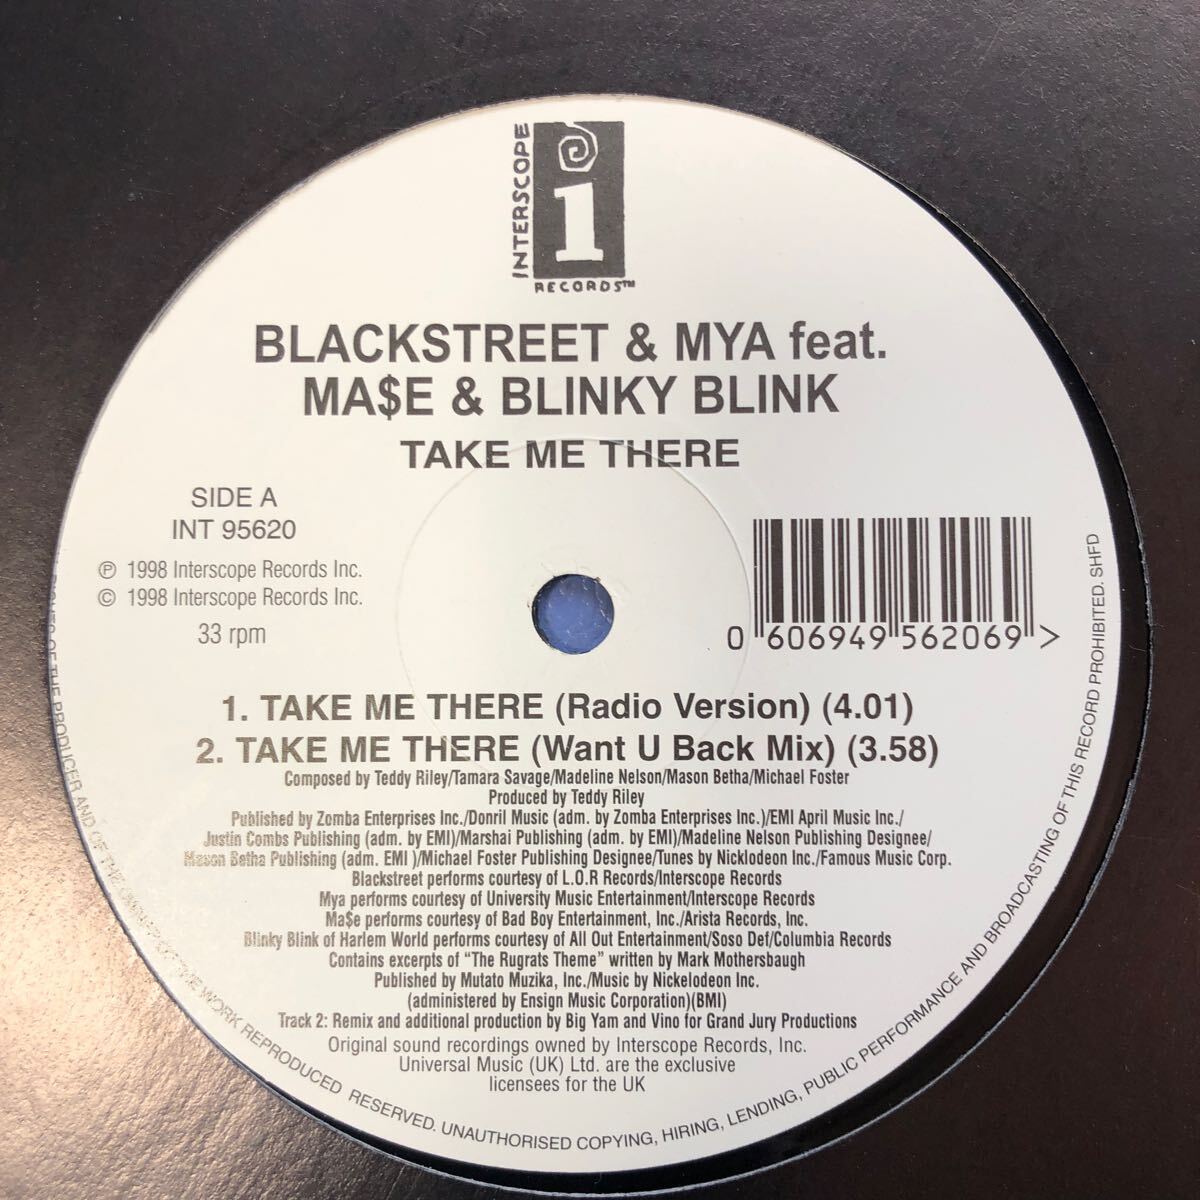 INTERSCOPE
i
RECORDS™
BLACKSTREET & MYA feat.
MA$E & BLINKY BLINK
TAKE ME THERE
SIDE A
INT 95620
℗ 1998 Interscope Records Inc.
© 1998 Interscope Records Inc.
33 rpm
0 606949 562069 >
1. TAKE ME THERE (Radio Version) (4.01)
2. TAKE ME THERE (Want U Back Mix) (3.58)
Composed by Teddy Riley/Tamara Savage/Madeline Nelson/Mason Betha/Michael Foster
Produced by Teddy Riley
Published by Zomba Enterprises Inc./Donril Music (adm. by Zomba Enterprises Inc.)/EMI April Music Inc./
Justin Combs Publishing (adm. by EMI)/Marshai Publishing (adm. by EMI)/Madeline Nelson Publishing Designee/
Mason Betha Publishing (adm. EMI )/Michael Foster Publishing Designee/Tunes by Nicklodeon Inc./Famous Music Corp.
Blackstreet performs courtesy of L.O.R Records/Interscope Records
Mya performs courtesy of University Music Entertainment/Interscope Records
Ma$e performs courtesy of Bad Boy Entertainment, Inc./Arista Records, Inc.
Blinky Blink of Harlem World performs courtesy of All Out Entertainment/Soso Def/Columbia Records
Contains excerpts of “The Rugrats Theme” written by Mark Mothersbaugh
Published by Mutato Muzika, Inc./Music by Nickelodeon Inc.
(administered by Ensign Music Corporation)(BMI)
Track 2: Remix and additional production by Big Yam and Vino for Grand Jury Productions
Original sound recordings owned by Interscope Records, Inc.
Universal Music (UK) Ltd. are the exclusive
licensees for the UK
OF THE PRODUCER AND OF THE OWNER OF THE WORK REPRODUCED RESERVED. UNAUTHORISED COPYING, HIRING, LENDING, PUBLIC PERFORMANCE AND BROADCASTING OF THIS RECORD PROHIBITED. SHFD